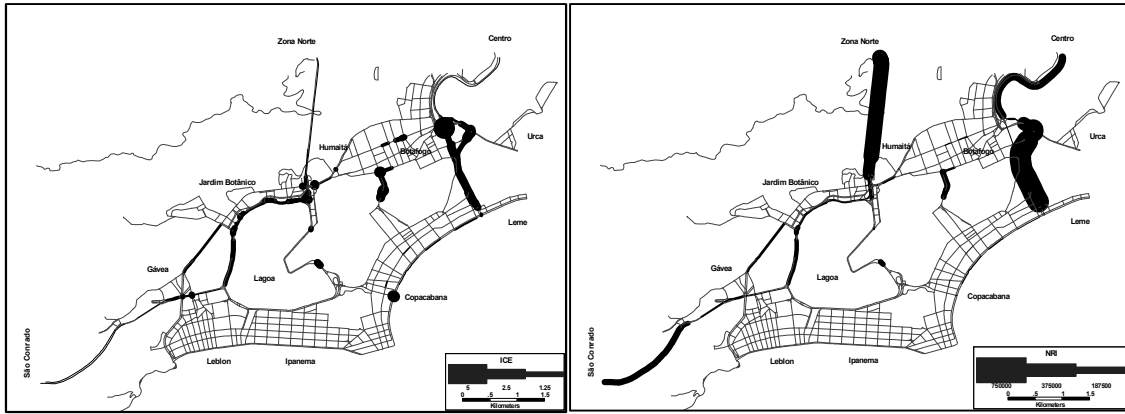 Zona Norte
Centro
Urca
Humaitá
Botafogo
Jardim Botânico
Leme
Gávea
Lagoa
Copacabana
São Conrado
Leblon
Ipanema
ICE
5 2.5 1.25
0 .5 1 1.5
Kilometers
Zona Norte
Centro
Urca
Humaitá
Botafogo
Jardim Botânico
Leme
Gávea
Lagoa
Copacabana
São Conrado
Leblon
Ipanema
NRI
750000 375000 187500
0 .5 1 1.5
Kilometers